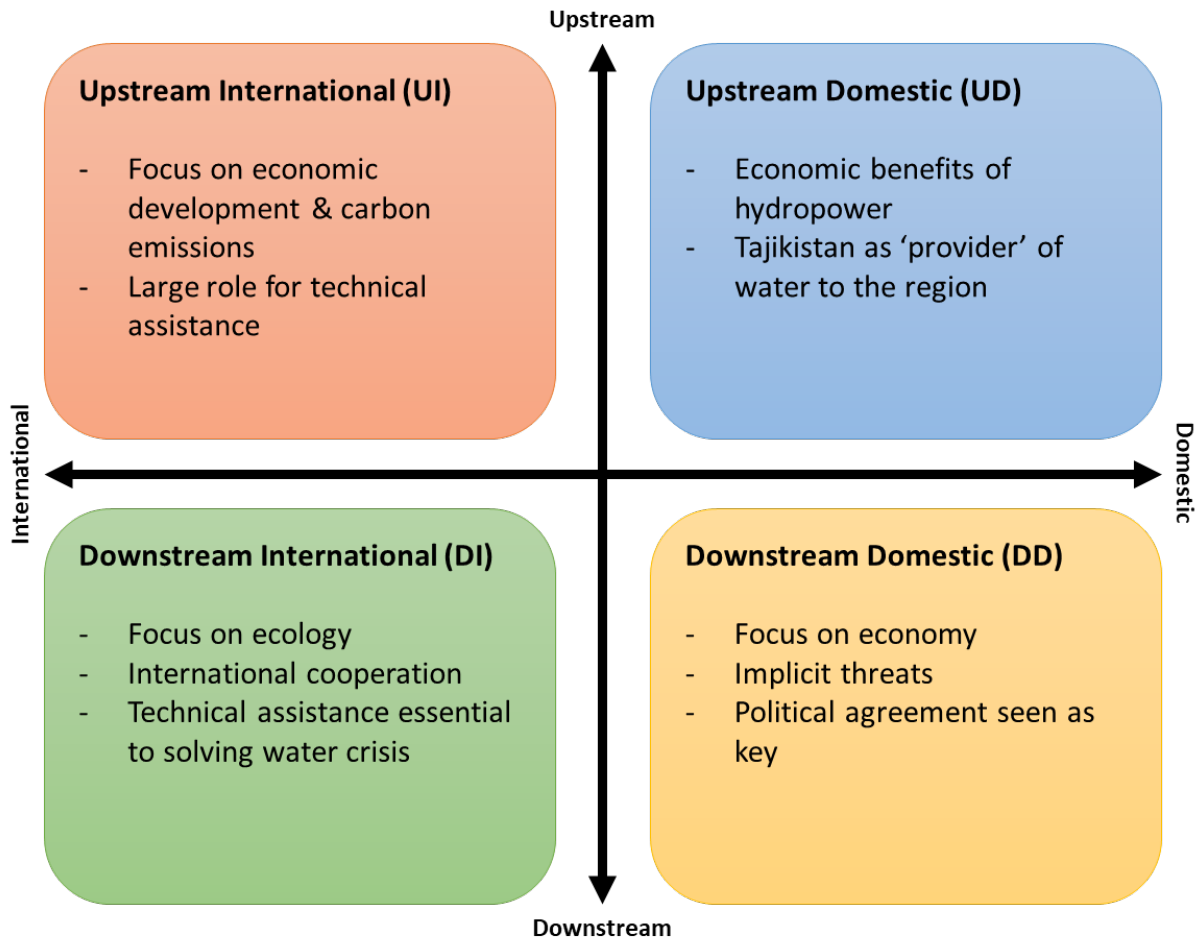 Upstream
Upstream International (UI)
- Focus on economic
development & carbon
emissions
- Large role for technical
assistance
Upstream Domestic (UD)
- Economic benefits of
hydropower
- Tajikistan as ‘provider’ of
water to the region
International
Domestic
Downstream International (DI)
- Focus on ecology
- International cooperation
- Technical assistance essential
to solving water crisis
Downstream Domestic (DD)
- Focus on economy
- Implicit threats
- Political agreement seen as
key
Downstream